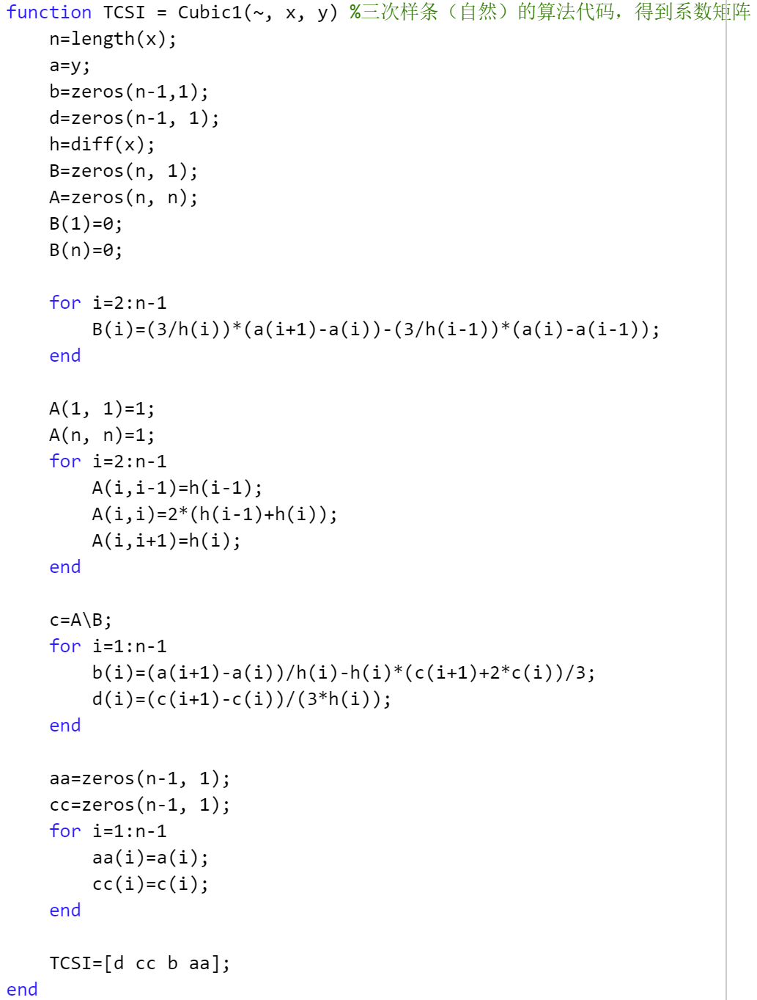 function TCSI = Cubic1(~, x, y) %三次样条（自然）的算法代码，得到系数矩阵
n=length(x);
a=y;
b=zeros(n-1,1);
d=zeros(n-1, 1);
h=diff(x);
B=zeros(n, 1);
A=zeros(n, n);
B(1)=0;
B(n)=0;
for i=2:n-1
B(i)=(3/h(i))*(a(i+1)-a(i))-(3/h(i-1))*(a(i)-a(i-1));
end
A(1, 1)=1;
A(n, n)=1;
for i=2:n-1
A(i,i-1)=h(i-1);
A(i,i)=2*(h(i-1)+h(i));
A(i,i+1)=h(i);
end
c=A\B;
for i=1:n-1
b(i)=(a(i+1)-a(i))/h(i)-h(i)*(c(i+1)+2*c(i))/3;
d(i)=(c(i+1)-c(i))/(3*h(i));
end
aa=zeros(n-1, 1);
cc=zeros(n-1, 1);
for i=1:n-1
aa(i)=a(i);
cc(i)=c(i);
end
TCSI=[d cc b aa];
end